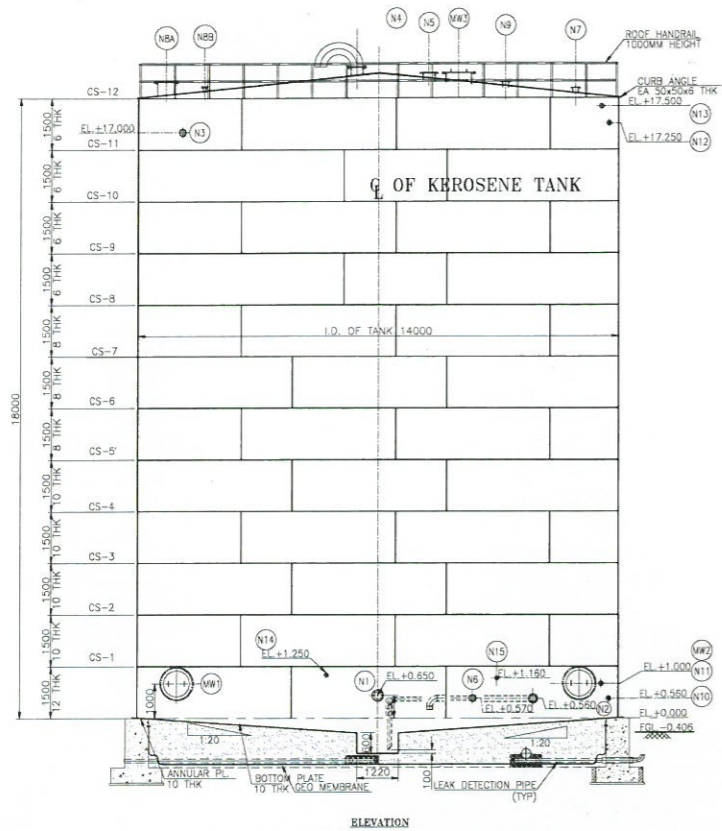 N8A
N8B
N4
N5
MW3
N9
N7
ROOF HANDRAIL
1000MM HEIGHT
CURB ANGLE
EA 50x50x6 THK
EL.+17.500
N13
EL.+17.250
N12
EL.+17.000
N3
CS-12
1500
6 THK
CS-11
1500
6 THK
CS-10
℄ OF KEROSENE TANK
1500
6 THK
CS-9
1500
6 THK
CS-8
1500
8 THK
I.D. OF TANK 14000
CS-7
1500
8 THK
CS-6
1500
8 THK
CS-5
18000
1500
10 THK
CS-4
1500
10 THK
CS-3
1500
10 THK
CS-2
1500
10 THK
CS-1
1500
12 THK
N14
EL.+1.250
N1
EL.+0.650
N15
EL.+1.160
N6
MW1
1000
MW2
EL.+1.000
N11
EL.+0.560
N10
N2
EL.+0.570
EL.+0.560
EL.+0.000
FGL -0.406
1:20
1:20
1220
100
ANNULAR PL.
10 THK
BOTTOM PLATE
10 THK
GEO MEMBRANE
LEAK DETECTION PIPE
(TYP)
ELEVATION